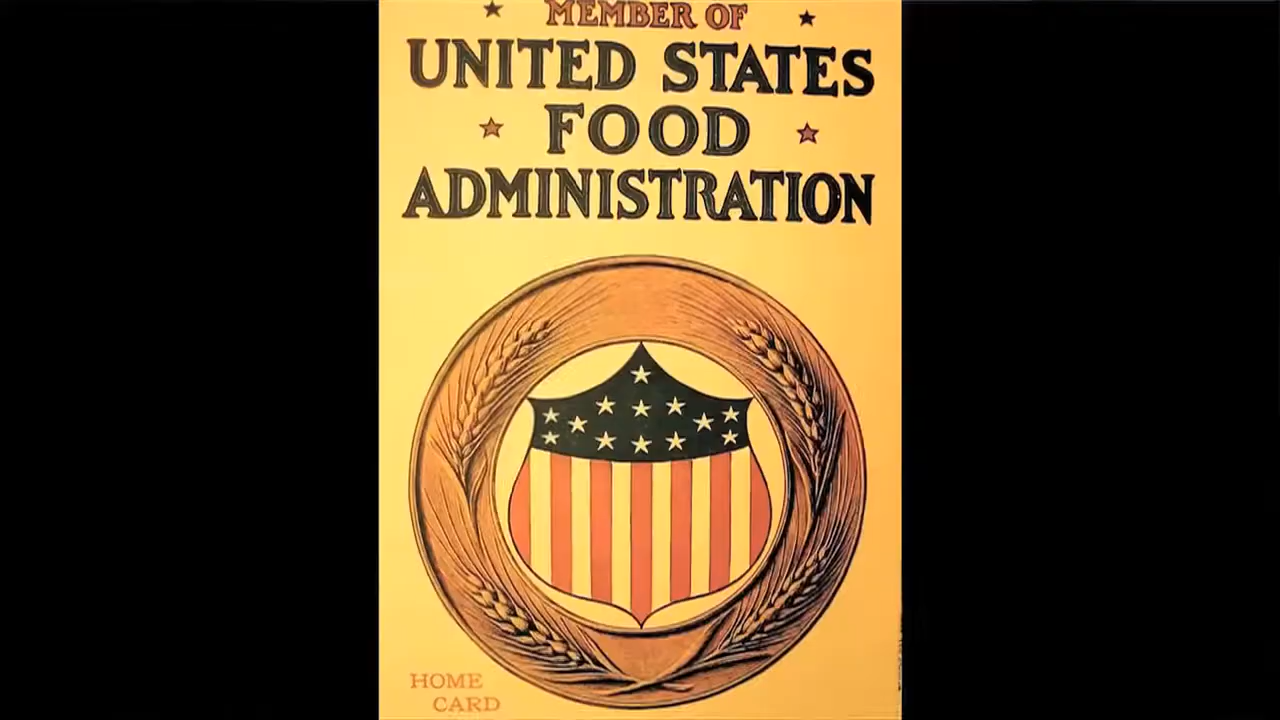 MEMBER OF
UNITED STATES
FOOD
ADMINISTRATION
HOME
CARD